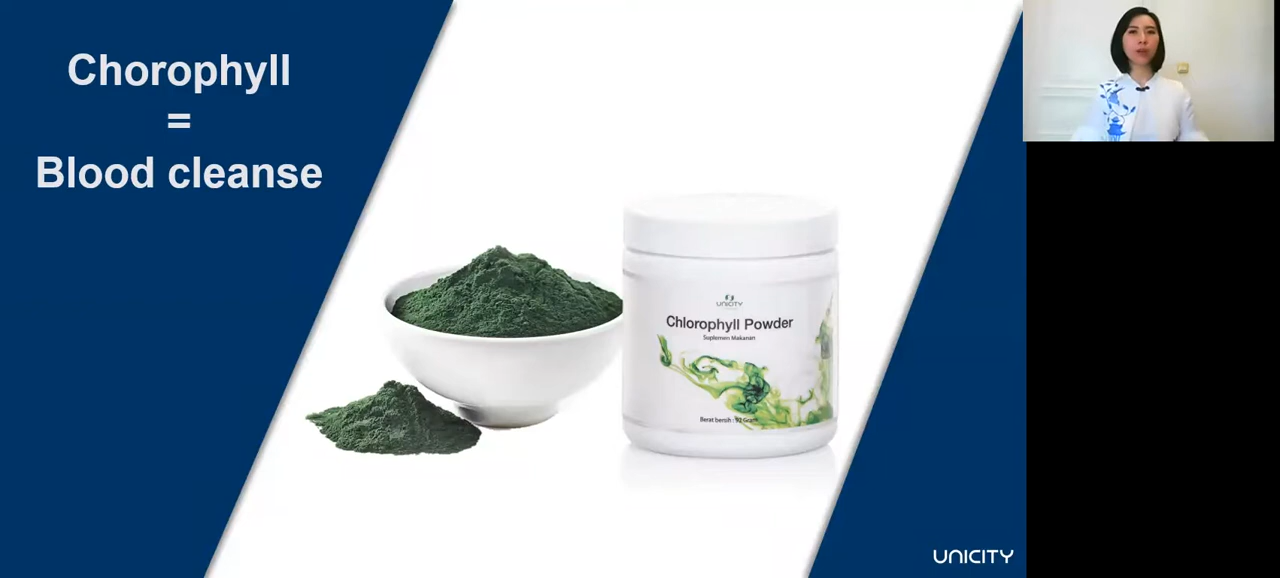 Chorophyll
=
Blood cleanse
UNICITY
Chlorophyll Powder
Suplemen Makanan
Berat bersih : 92 Gram
UNICITY